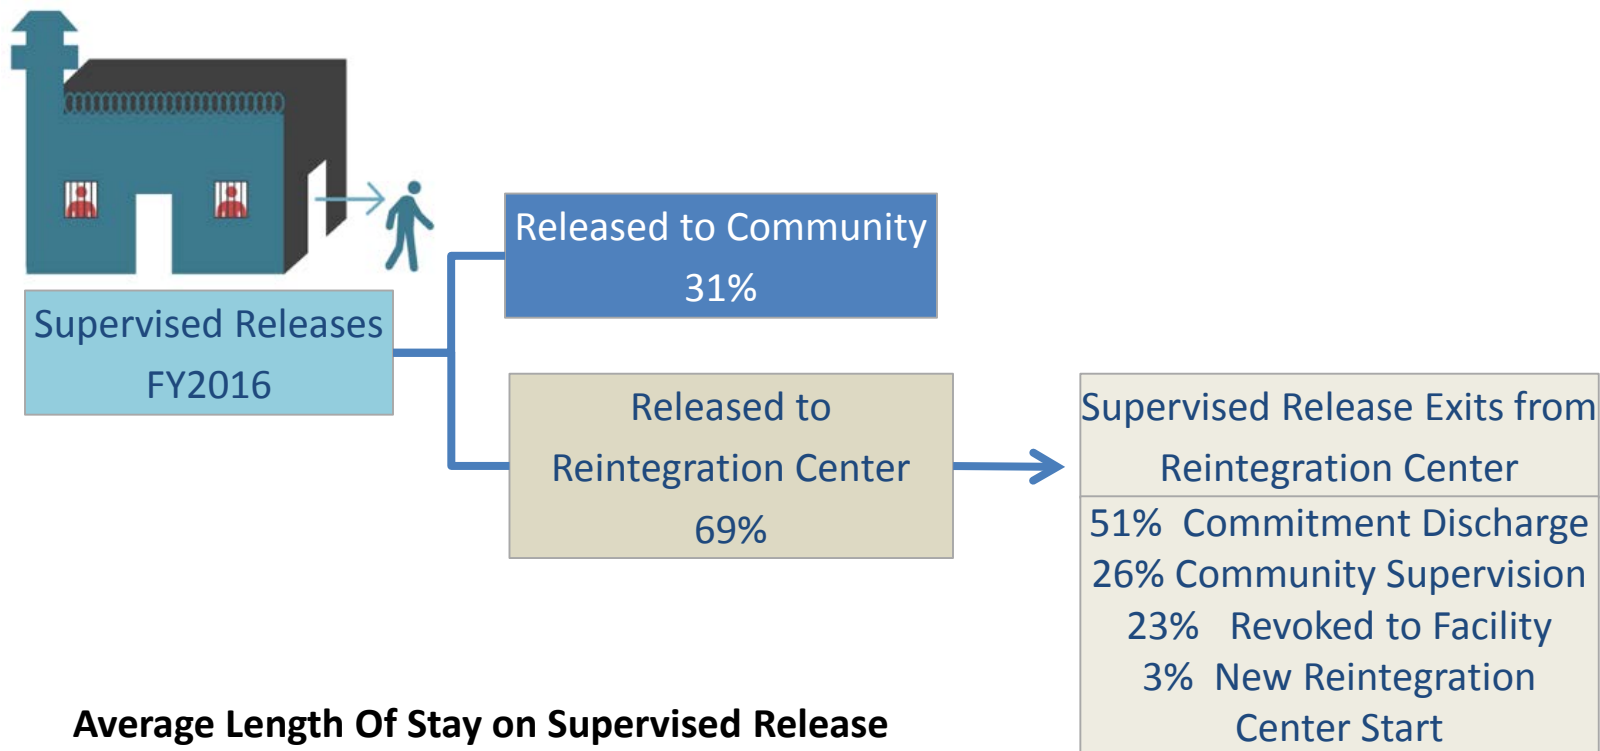 Released to Community
31%
Supervised Releases
FY2016
Released to
Reintegration Center
69%
Supervised Release Exits from
Reintegration Center
51% Commitment Discharge
26% Community Supervision
23% Revoked to Facility
3% New Reintegration
Center Start
Average Length Of Stay on Supervised Release